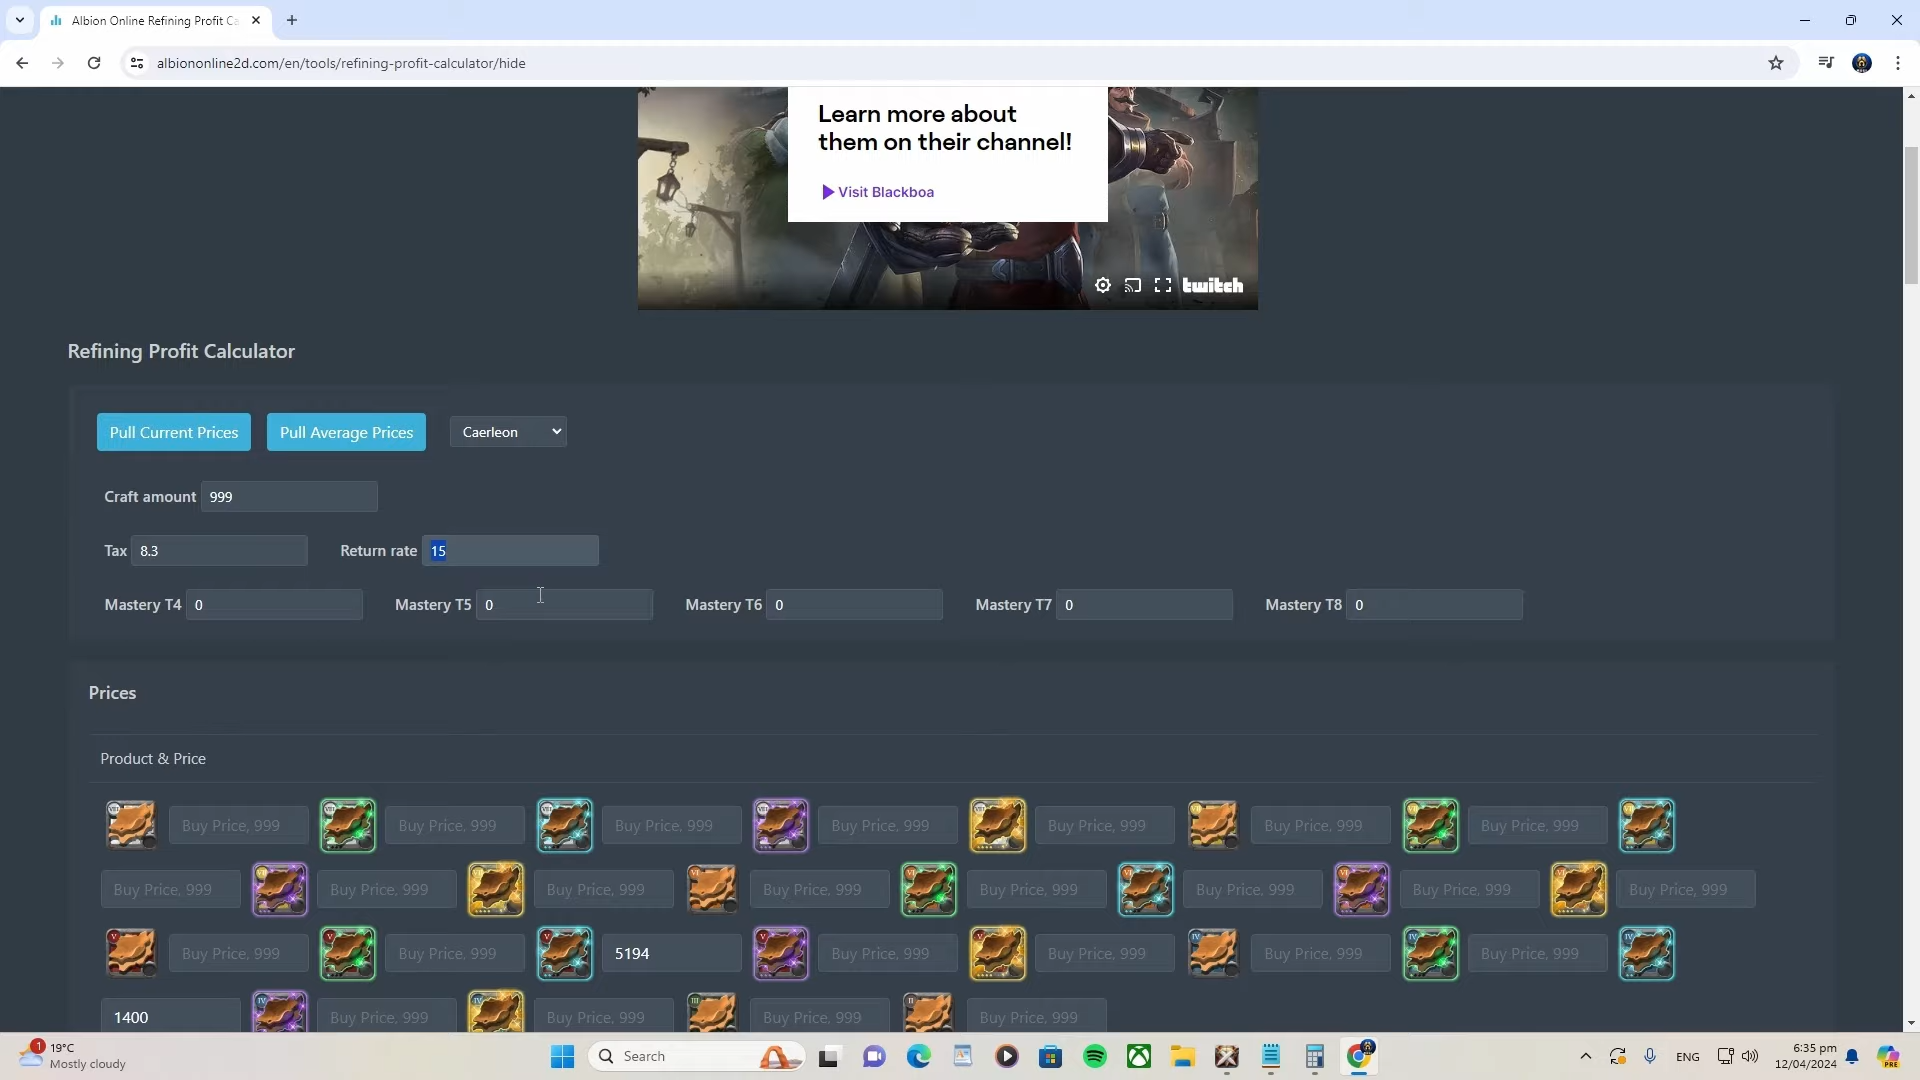 Albion Online Refining Profit Ca
albiononline2d.com/en/tools/refining-profit-calculator/hide
Learn more about
them on their channel!
Visit Blackboa
twitch
Refining Profit Calculator
Pull Current Prices Pull Average Prices Caerleon
Craft amount 999
Tax 8.3 Return rate 15
Mastery T4 0 Mastery T5 0 Mastery T6 0 Mastery T7 0 Mastery T8 0
Prices
Product & Price
Buy Price, 999 Buy Price, 999 Buy Price, 999 Buy Price, 999 Buy Price, 999 Buy Price, 999 Buy Price, 999
Buy Price, 999 Buy Price, 999 Buy Price, 999 Buy Price, 999 Buy Price, 999 Buy Price, 999 Buy Price, 999 Buy Price, 999
Buy Price, 999 Buy Price, 999 5194 Buy Price, 999 Buy Price, 999 Buy Price, 999 Buy Price, 999
1400 Buy Price, 999 Buy Price, 999 Buy Price, 999 Buy Price, 999
1 19°C
Mostly cloudy
Search
ENG
6:35 pm
12/04/2024
PRE